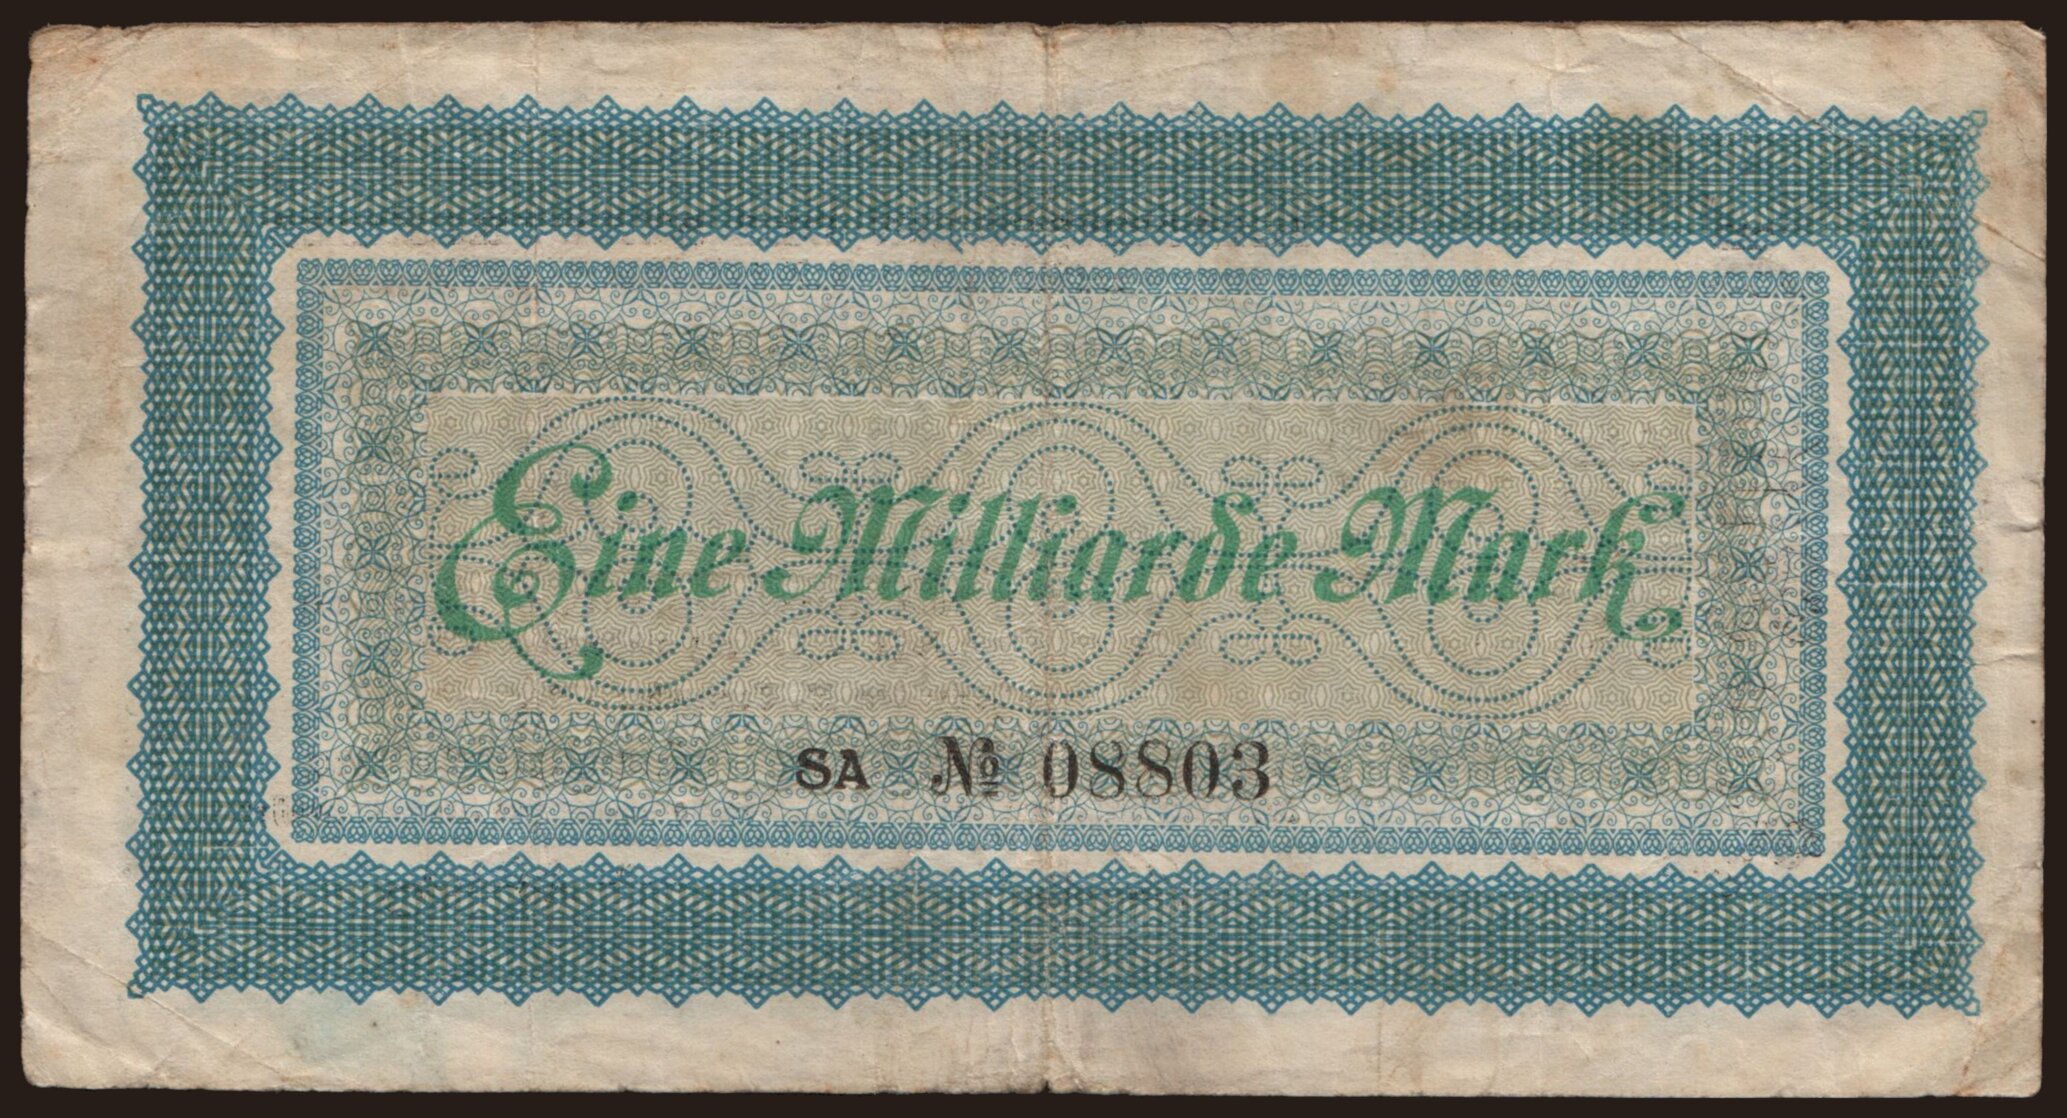 Eine Milliarde Mark
SA № 08803